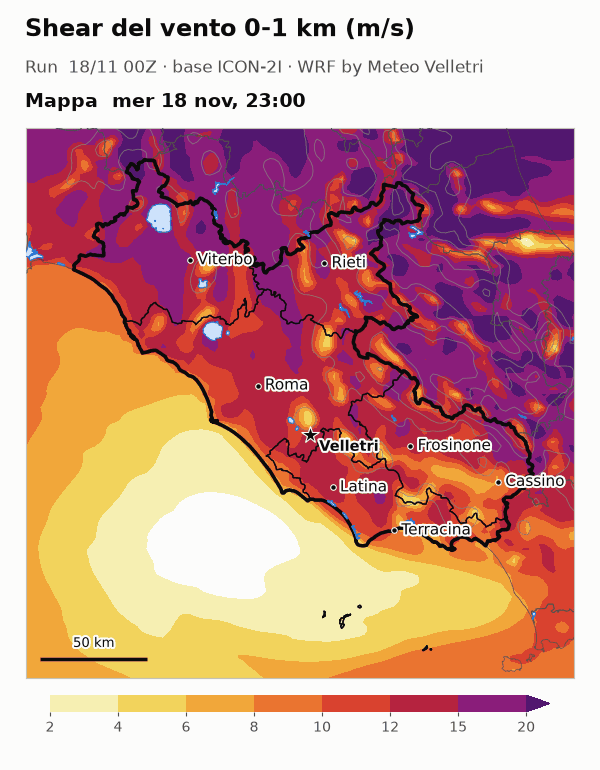 Shear del vento 0-1 km (m/s)
Run  18/11 00Z · base ICON-2I · WRF by Meteo Velletri
Mappa  mer 18 nov, 23:00
Viterbo
Rieti
Roma
Velletri
Frosinone
Latina
Cassino
Terracina
50 km
2 4 6 8 10 12 15 20